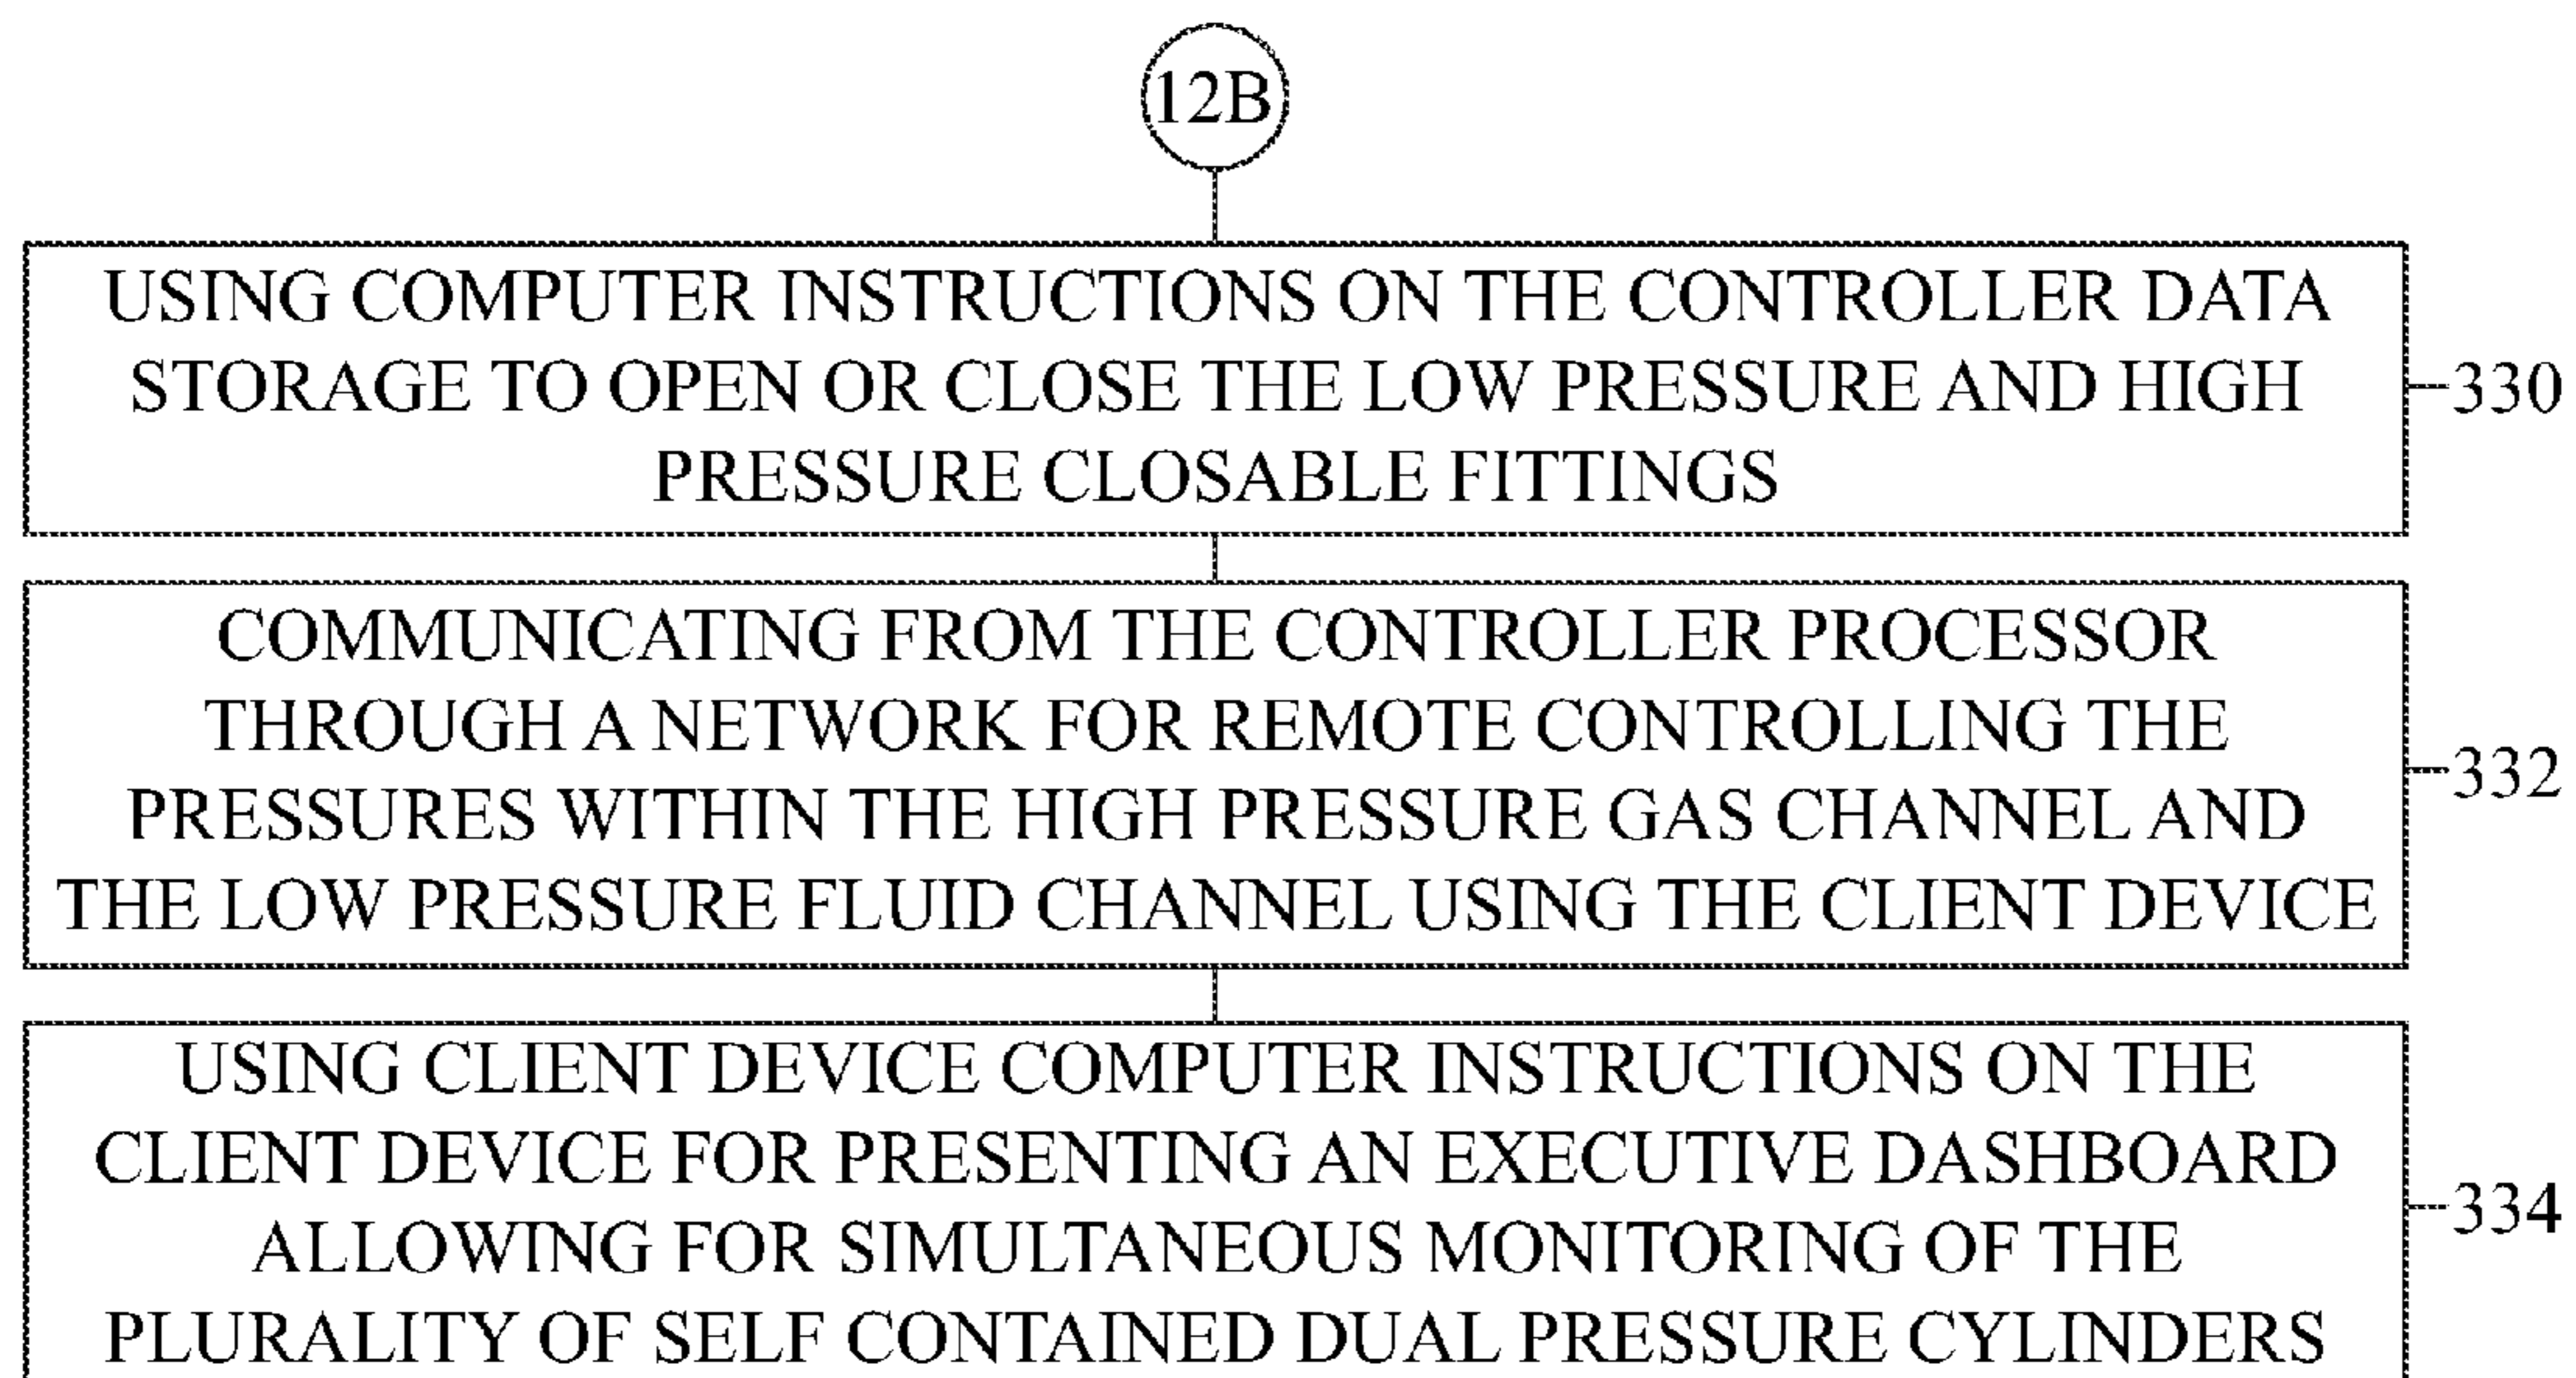 12B
USING COMPUTER INSTRUCTIONS ON THE CONTROLLER DATA
STORAGE TO OPEN OR CLOSE THE LOW PRESSURE AND HIGH
PRESSURE CLOSABLE FITTINGS
330
COMMUNICATING FROM THE CONTROLLER PROCESSOR
THROUGH A NETWORK FOR REMOTE CONTROLLING THE
PRESSURES WITHIN THE HIGH PRESSURE GAS CHANNEL AND
THE LOW PRESSURE FLUID CHANNEL USING THE CLIENT DEVICE
332
USING CLIENT DEVICE COMPUTER INSTRUCTIONS ON THE
CLIENT DEVICE FOR PRESENTING AN EXECUTIVE DASHBOARD
ALLOWING FOR SIMULTANEOUS MONITORING OF THE
PLURALITY OF SELF CONTAINED DUAL PRESSURE CYLINDERS
334